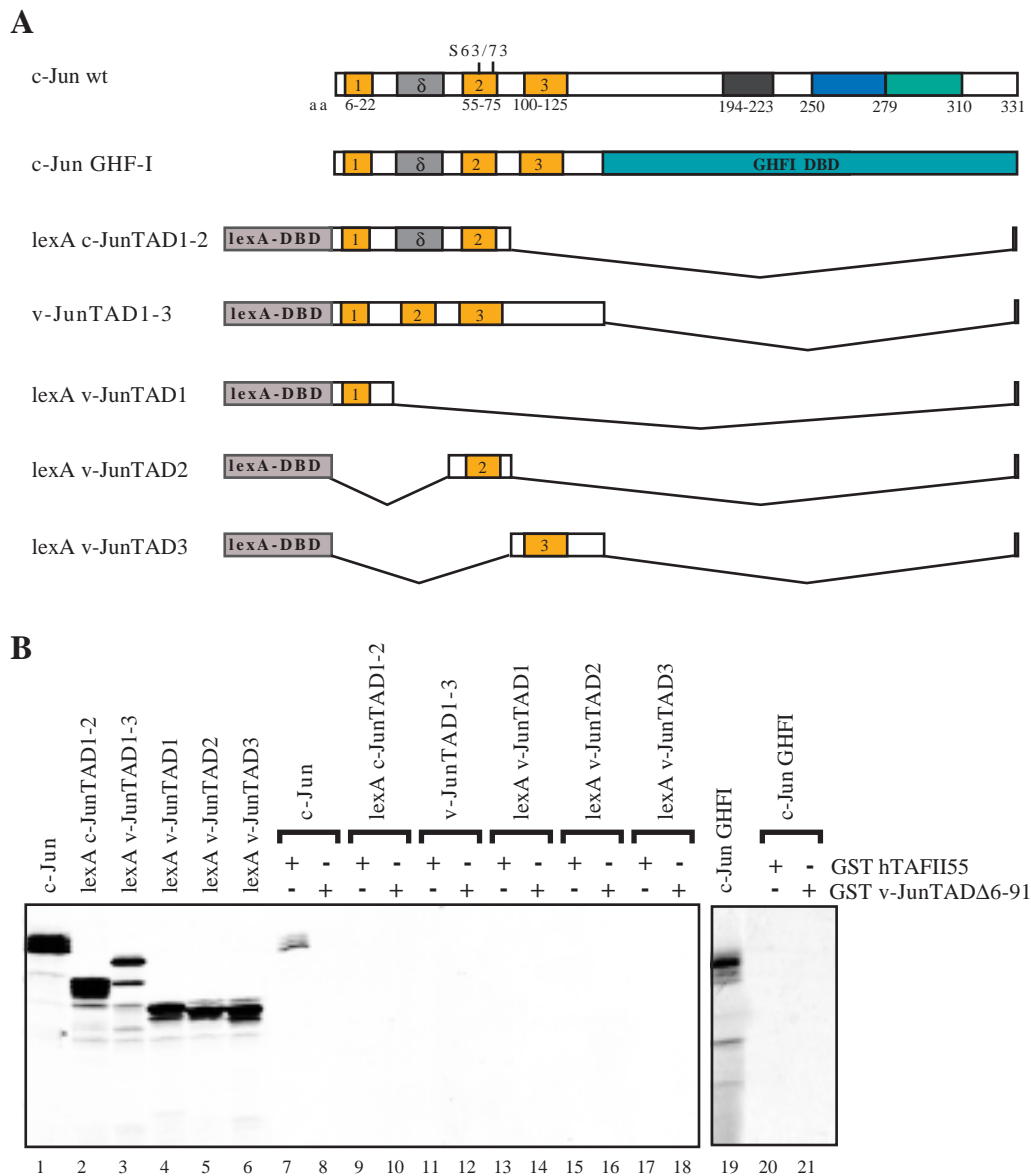 A
S63/73
c-Jun wt
1 δ 2 3
aa 6-22 55-75 100-125 194-223 250 279 310 331
c-Jun GHF-I
1 δ 2 3 GHFI DBD
lexA c-JunTAD1-2
lexA-DBD 1 δ 2
v-JunTAD1-3
lexA-DBD 1 2 3
lexA v-JunTAD1
lexA-DBD 1
lexA v-JunTAD2
lexA-DBD 2
lexA v-JunTAD3
lexA-DBD 3
B
c-Jun
lexA c-JunTAD1-2
lexA v-JunTAD1-3
lexA v-JunTAD1
lexA v-JunTAD2
lexA v-JunTAD3
c-Jun
lexA c-JunTAD1-2
v-JunTAD1-3
lexA v-JunTAD1
lexA v-JunTAD2
lexA v-JunTAD3
c-Jun GHFI
c-Jun GHFI
+ - + - + - + - + - + - + - GST hTAFII55
- + - + - + - + - + - + - + GST v-JunTADΔ6-91
1 2 3 4 5 6 7 8 9 10 11 12 13 14 15 16 17 18 19 20 21